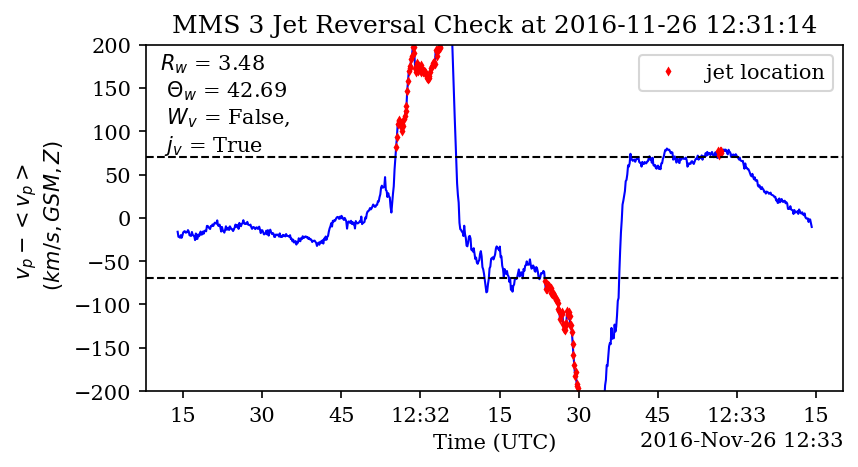 MMS 3 Jet Reversal Check at 2016-11-26 12:31:14
R_w = 3.48
Θ_w = 42.69
W_v = False,
j_v = True
jet location
200
150
100
50
0
−50
−100
−150
−200
v_p − < v_p >
(km/s, GSM, Z)
15 30 45 12:32 15 30 45 12:33 15
Time (UTC)
2016-Nov-26 12:33